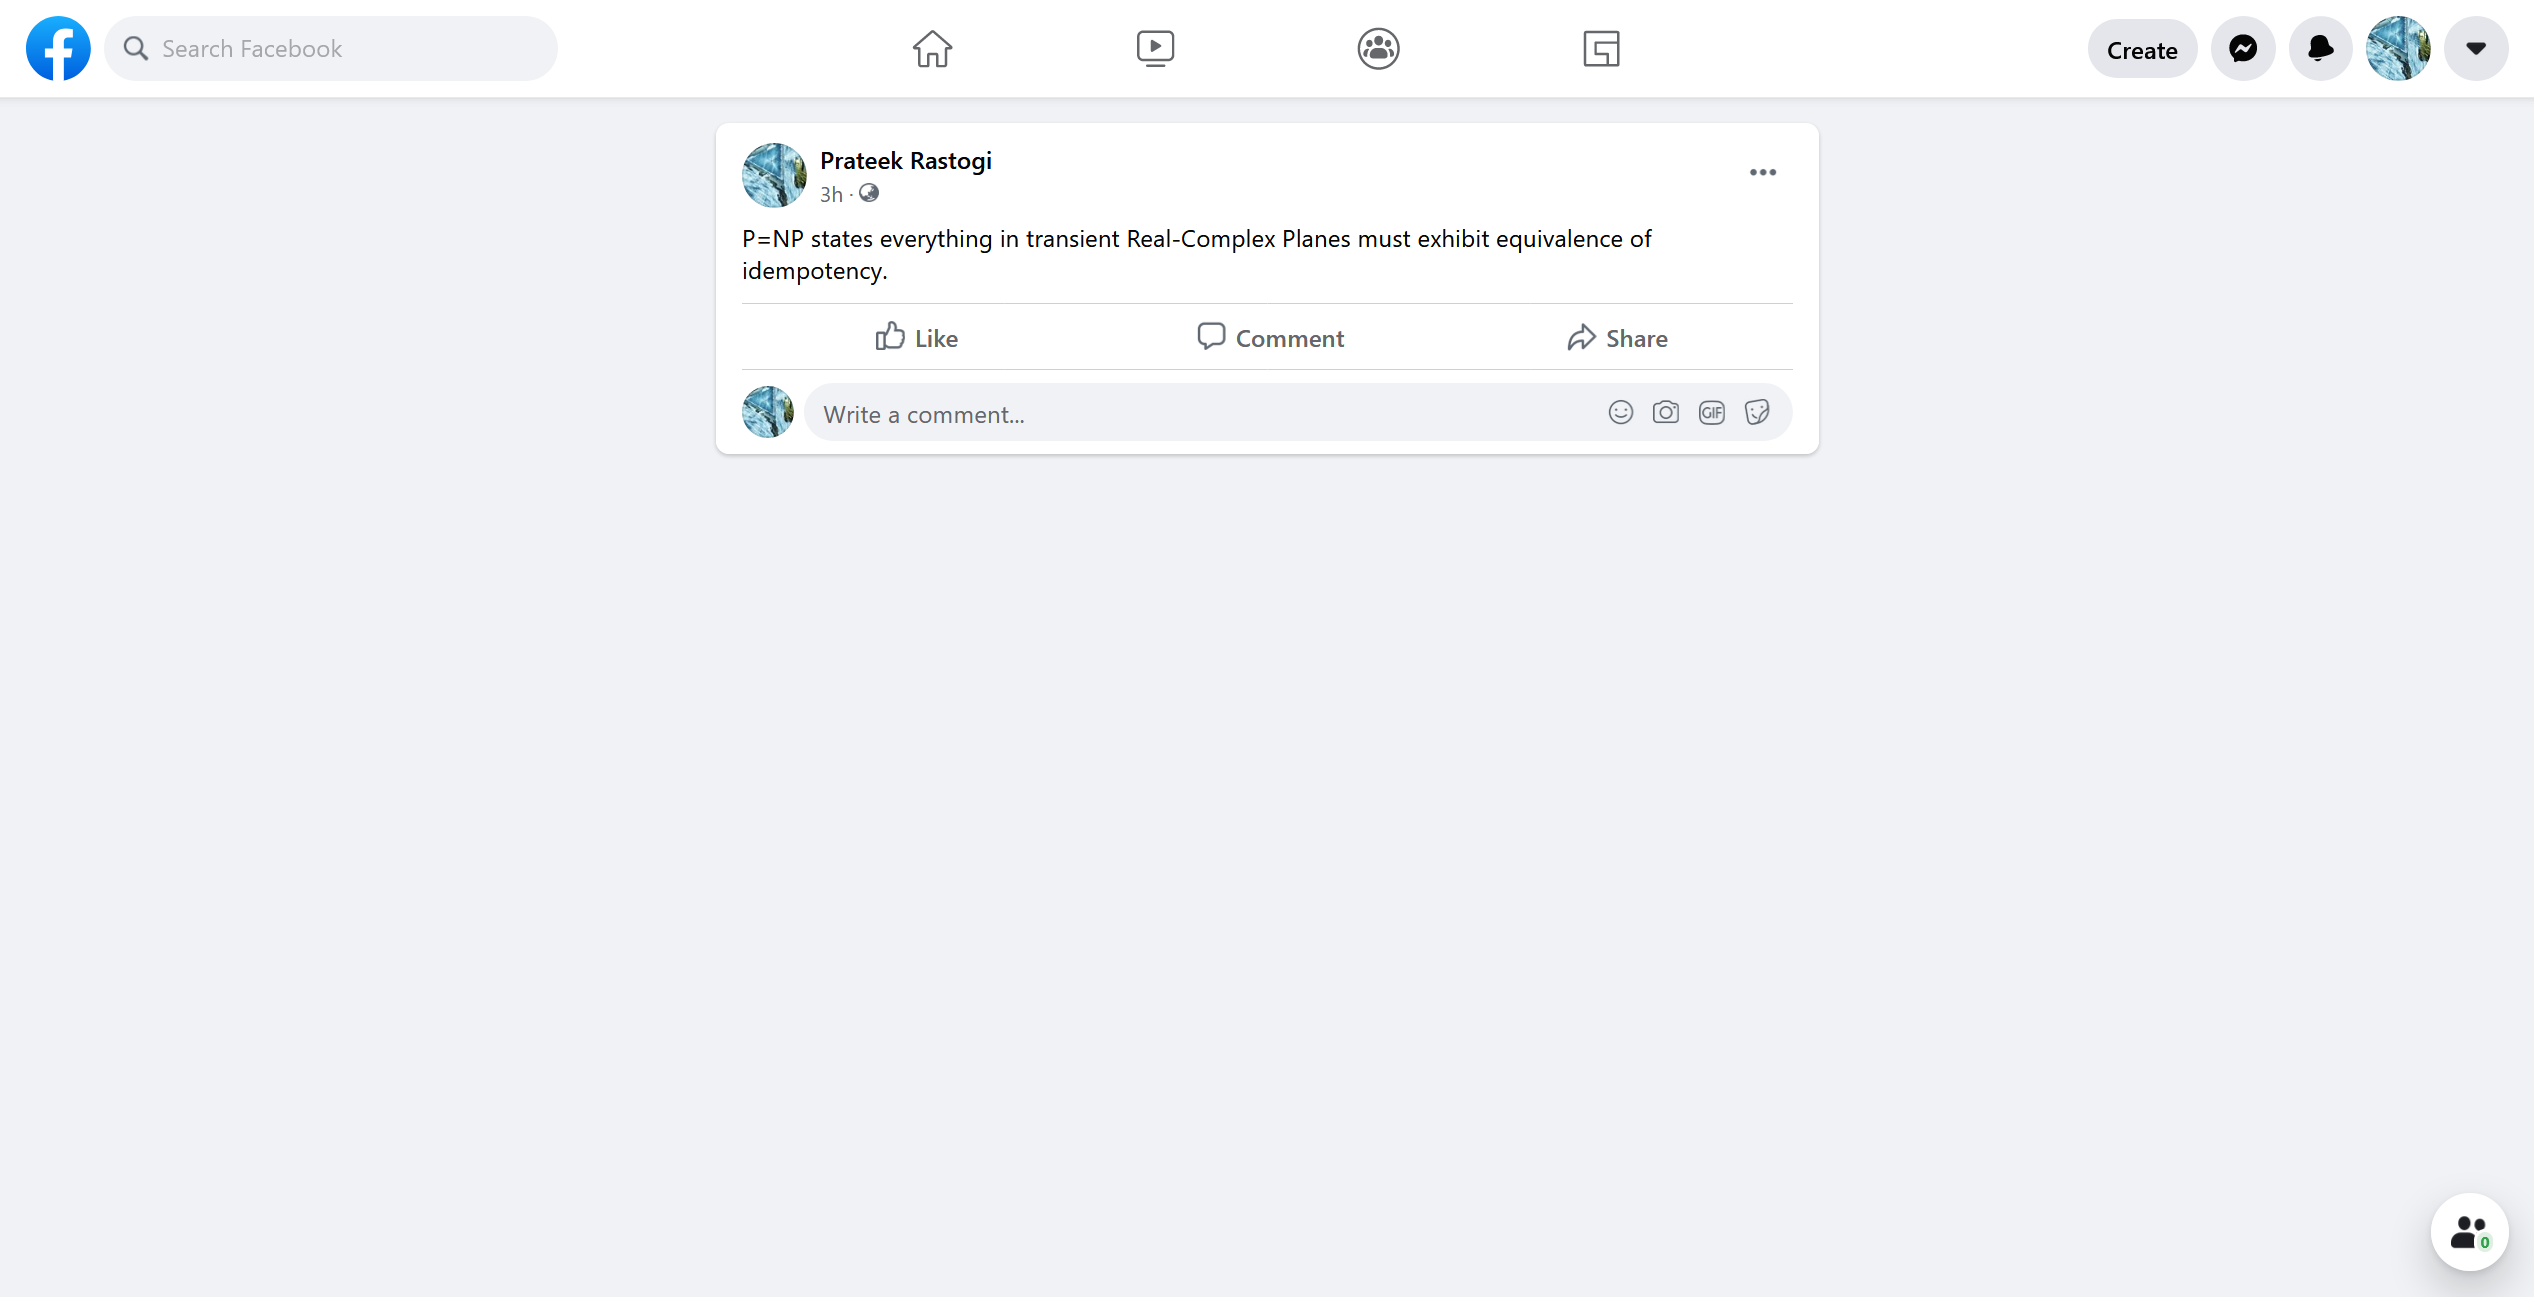 Search Facebook
Create
Prateek Rastogi
3h ·
P=NP states everything in transient Real-Complex Planes must exhibit equivalence of
idempotency.
Like
Comment
Share
Write a comment...
GIF
0